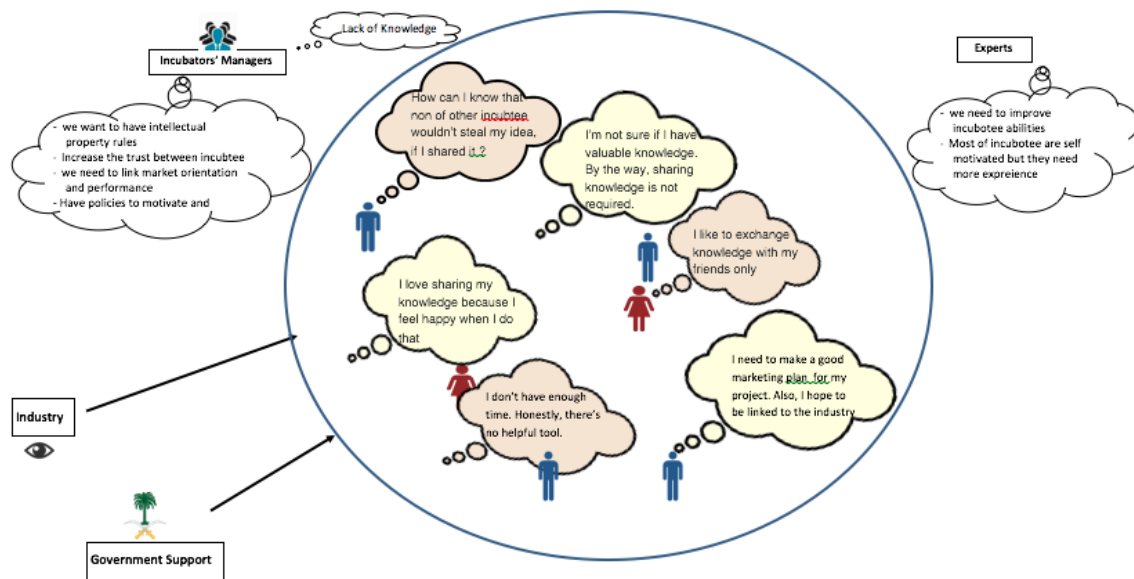 Lack of Knowledge
Incubators' Managers
- we want to have intellectual
property rules
- Increase the trust between incubtee
- we need to link market orientation
and performance
- Have policies to motivate and
Experts
- we need to improve
incubotee abilities
- Most of incubotee are self
motivated but they need
more expreience
How can I know that
non of other incubtee
wouldn't steal my idea,
if I shared it ?
I'm not sure if I have
valuable knowledge.
By the way, sharing
knowledge is not
required.
I like to exchange
knowledge with my
friends only
I love sharing my
knowledge because I
feel happy when I do
that
I need to make a good
marketing plan for my
project. Also, I hope to
be linked to the industry
I don't have enough
time. Honestly, there's
no helpful tool.
Industry
Government Support